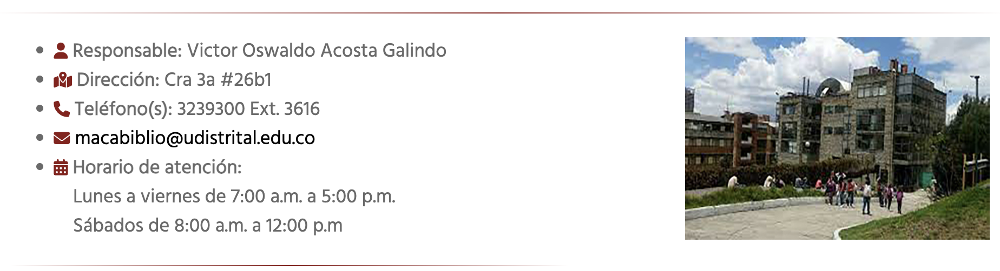 Responsable: Victor Oswaldo Acosta Galindo
Dirección: Cra 3a #26b1
Teléfono(s): 3239300 Ext. 3616
macabiblio@udistrital.edu.co
Horario de atención:
Lunes a viernes de 7:00 a.m. a 5:00 p.m.
Sábados de 8:00 a.m. a 12:00 p.m